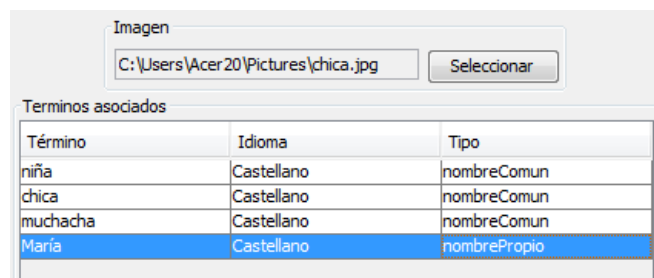 Imagen
C:\Users\Acer20\Pictures\chica.jpg Seleccionar
Terminos asociados
Término Idioma Tipo
niña Castellano nombreComun
chica Castellano nombreComun
muchacha Castellano nombreComun
María Castellano nombrePropio